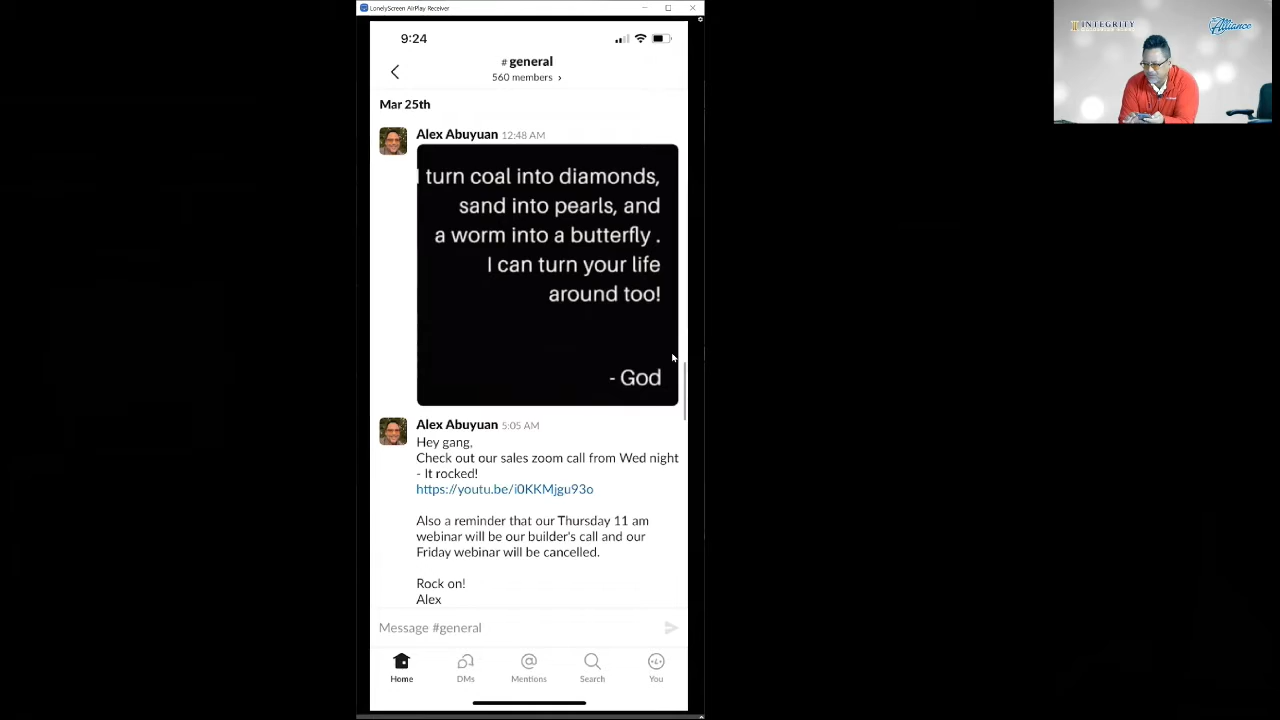 LonelyScreen AirPlay Receiver
9:24
# general
560 members >
Mar 25th
Alex Abuyuan 12:48 AM
I turn coal into diamonds,
sand into pearls, and
a worm into a butterfly .
I can turn your life
around too!
- God
Alex Abuyuan 5:05 AM
Hey gang,
Check out our sales zoom call from Wed night
- It rocked!
https://youtu.be/i0KKMjgu93o
Also a reminder that our Thursday 11 am
webinar will be our builder's call and our
Friday webinar will be cancelled.
Rock on!
Alex
Message #general
Home
DMs
Mentions
Search
You
INTEGRITY
Alliance